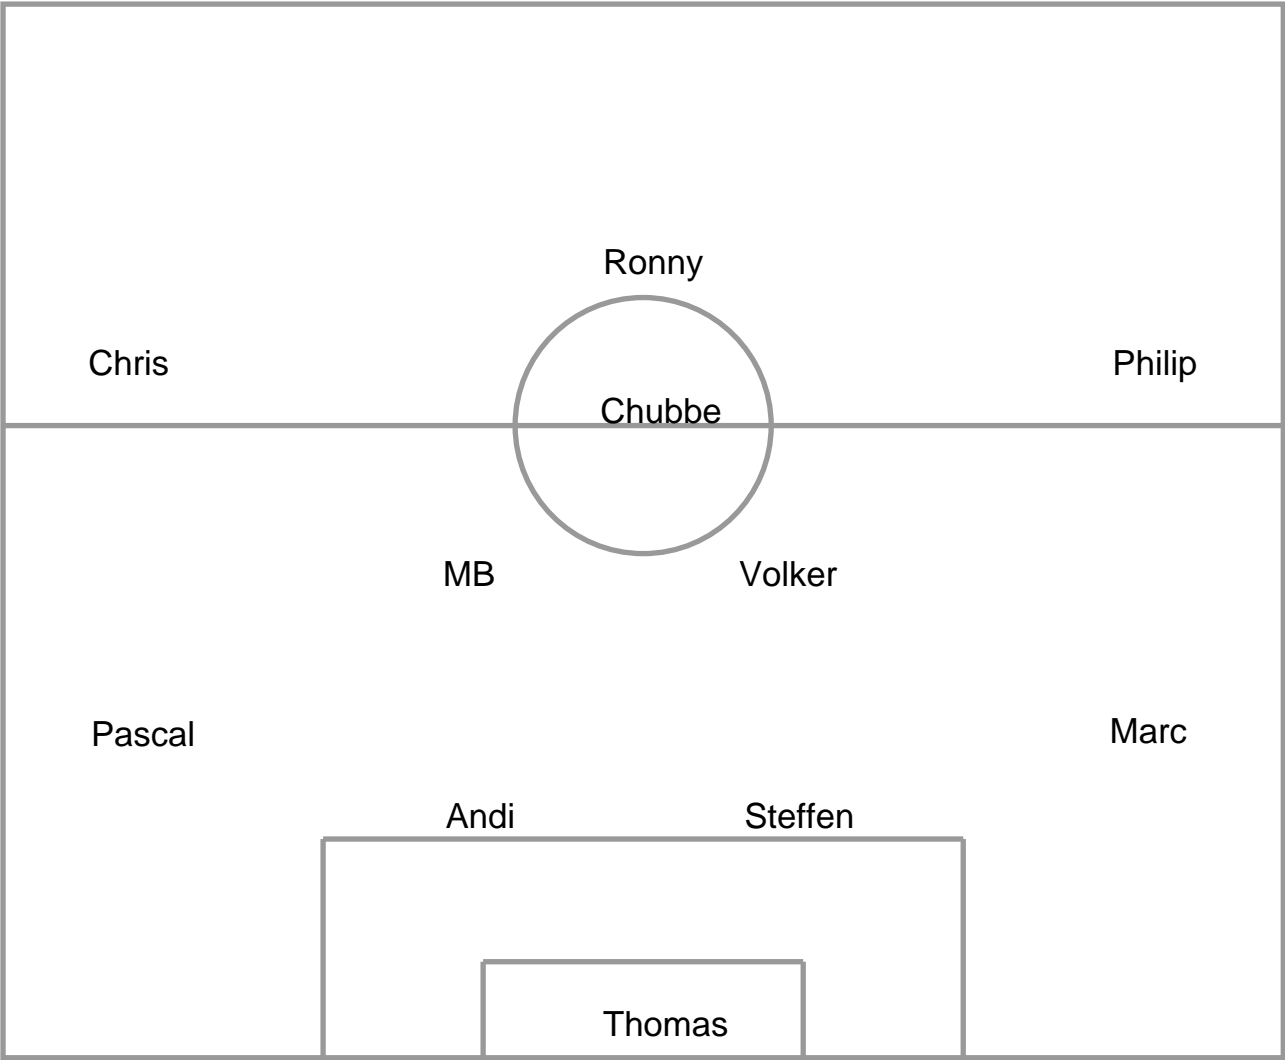 Ronny
Chris
Philip
Chubbe
MB
Volker
Pascal
Marc
Andi
Steffen
Thomas